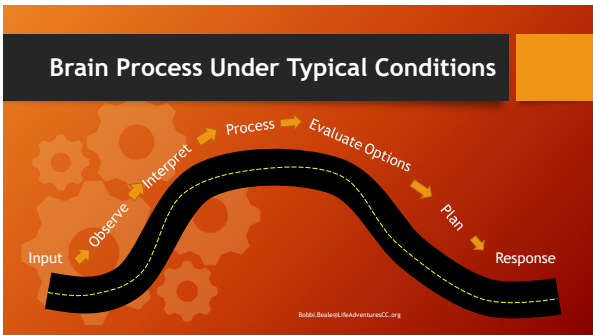 Brain Process Under Typical Conditions
Input
Observe
Interpret
Process
Evaluate Options
Plan
Response
Bobbi.Beale@LifeAdventuresCC.org